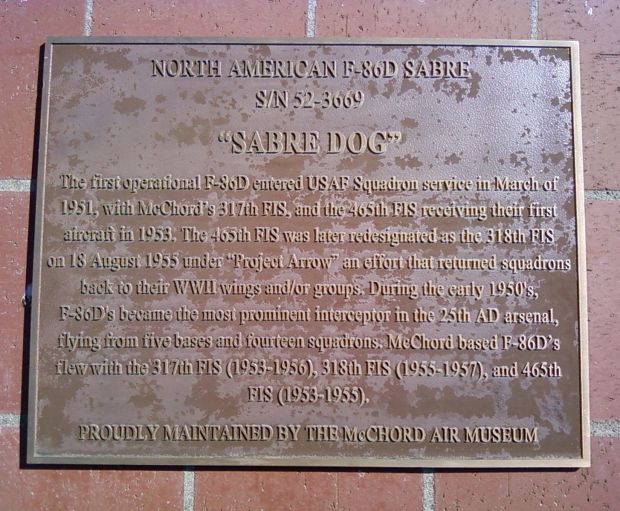 NORTH AMERICAN F-86D SABRE
S/N 52-3669
“SABRE DOG”
The first operational F-86D entered USAF Squadron service in March of
1951, with McChord’s 317th FIS, and the 465th FIS receiving their first
aircraft in 1953. The 465th FIS was later redesignated as the 318th FIS
on 18 August 1955 under “Project Arrow” an effort that returned squadrons
back to their WWII wings and/or groups. During the early 1950's,
F-86D's became the most prominent interceptor in the 25th AD arsenal,
flying from five bases and fourteen squadrons. McChord based F-86D’s
flew with the 317th FIS (1953-1956), 318th FIS (1955-1957), and 465th
FIS (1953-1955).
PROUDLY MAINTAINED BY THE McCHORD AIR MUSEUM